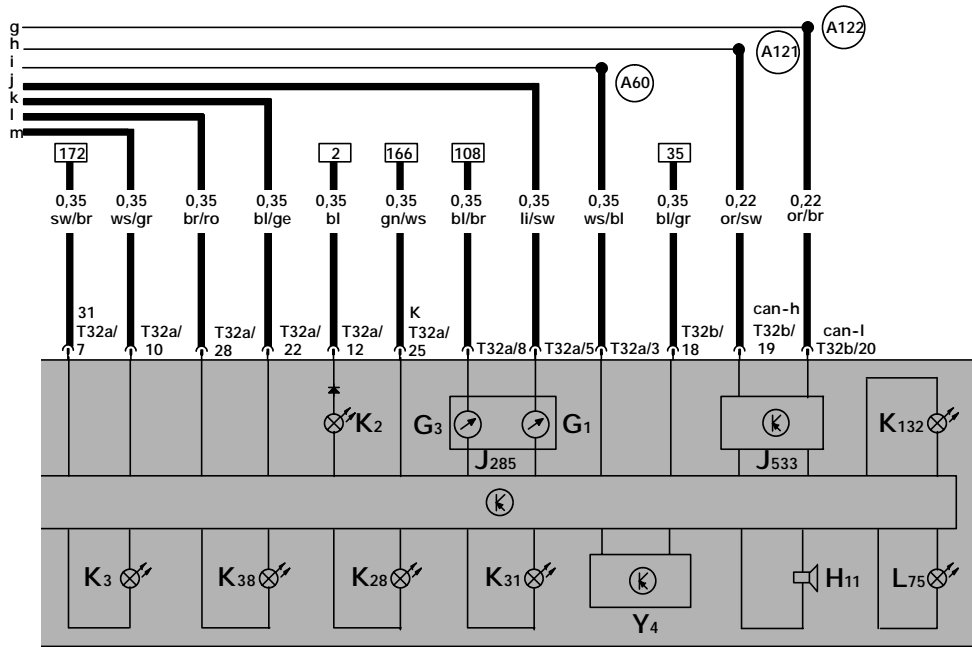 g
h
i
j
k
l
m
A122
A121
A60
172
2
166
108
35
0,35 0,35 0,35 0,35 0,35 0,35 0,35 0,35 0,35 0,35 0,22 0,22
sw/br ws/gr br/ro bl/ge bl gn/ws bl/br li/sw ws/bl bl/gr or/sw or/br
31
T32a/
7
T32a/
10
T32a/
28
T32a/
22
T32a/
12
K
T32a/
25
T32a/8
T32a/5
T32a/3
T32b/
18
can-h
T32b/
19
can-l
T32b/20
K2
G3
G1
J285
J533
K132
K3
K38
K28
K31
Y4
H11
L75